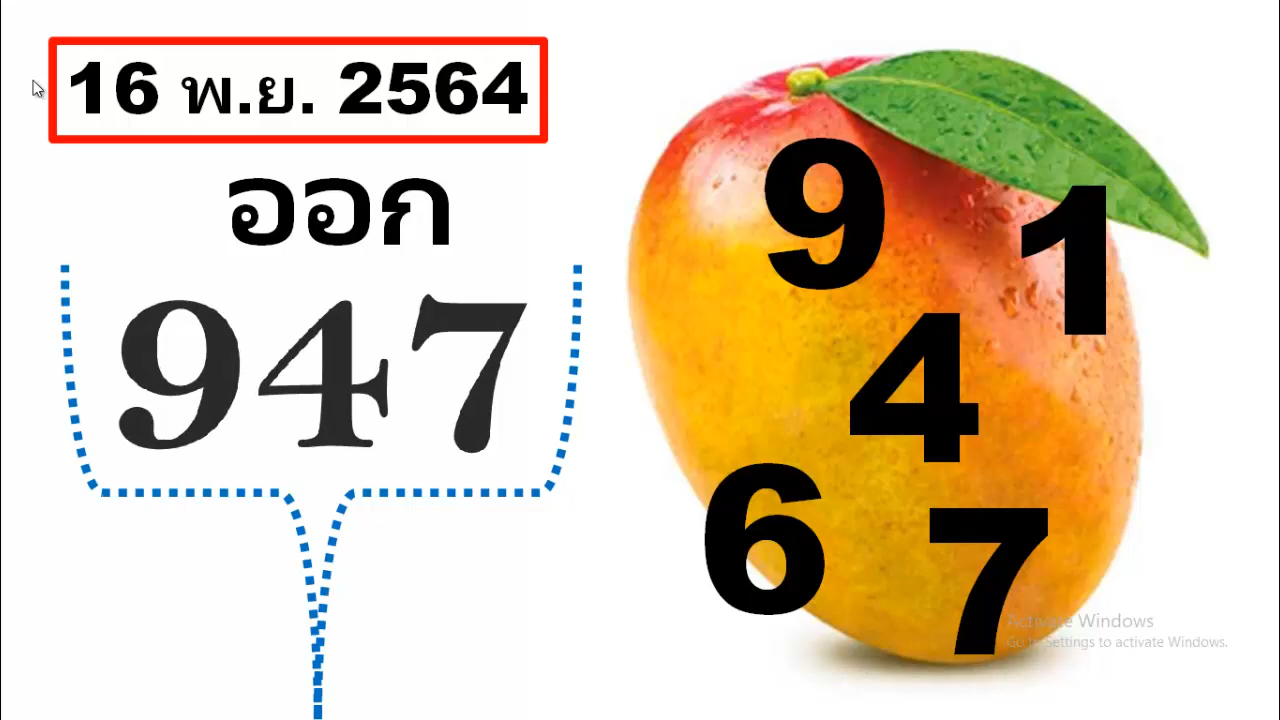 16 พ.ย. 2564
ออก
947
9
1
4
6
7
Activate Windows
Go to Settings to activate Windows.